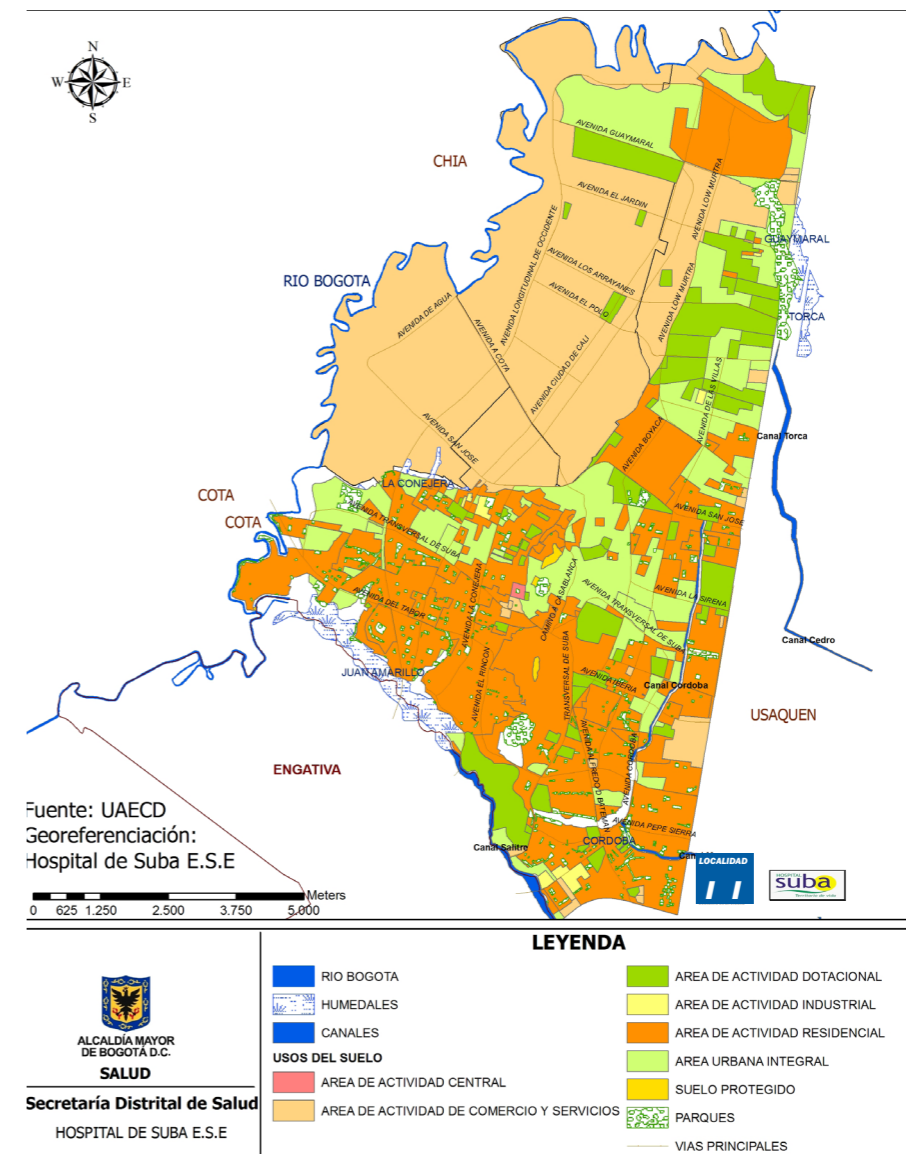 N
W
E
S
CHIA
AVENIDA GUAYMARAL
AVENIDA EL JARDIN
AVENIDA LOW MURTRA
GUAYMARAL
AVENIDA LONGITUDINAL DE OCCIDENTE
AVENIDA LOS ARRAYANES
RIO BOGOTA
AVENIDA EL POLO
AVENIDA LOW MURTRA
TORCA
AVENIDA DE AGUA
AVENIDA A COTA
AVENIDA CIUDAD DE CALI
AVENIDA DE LAS VILLAS
AVENIDA SAN JOSE
AVENIDA BOYACA
Canal Torca
LA CONEJERA
COTA
COTA
AVENIDA TRANSVERSAL DE SUBA
AVENIDA SAN JOSE
AVENIDA DEL TABOR
AVENIDA LA CONEJERA
CAMINO A CASABLANCA
AVENIDA TRANSVERSAL DE SUBA
AVENIDA LA SIRENA
Canal Cedro
JUAN AMARILLO
AVENIDA EL RINCON
TRANSVERSAL DE SUBA
AVENIDA IBERIA
Canal Cordoba
USAQUEN
ENGATIVA
AVENIDA ALFREDO D BATEMAN
AVENIDA CORDOBA
AVENIDA PEPE SIERRA
CORDOBA
Canal Salitre
Fuente: UAECD
Georeferenciación:
Hospital de Suba E.S.E
LOCALIDAD
11
HOSPITAL
suba
Meters
0 625 1.250 2.500 3.750 5.000
LEYENDA
RIO BOGOTA
HUMEDALES
CANALES
USOS DEL SUELO
AREA DE ACTIVIDAD CENTRAL
AREA DE ACTIVIDAD DE COMERCIO Y SERVICIOS
AREA DE ACTIVIDAD DOTACIONAL
AREA DE ACTIVIDAD INDUSTRIAL
AREA DE ACTIVIDAD RESIDENCIAL
AREA URBANA INTEGRAL
SUELO PROTEGIDO
PARQUES
VIAS PRINCIPALES
ALCALDÍA MAYOR
DE BOGOTÁ D.C.
SALUD
Secretaría Distrital de Salud
HOSPITAL DE SUBA E.S.E